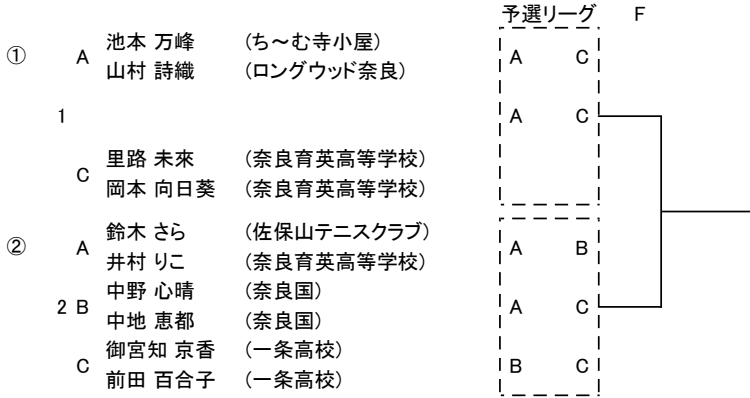 予選リーグ F
① A 池本 万峰 (ち～む寺小屋) A C
山村 詩織 (ロングウッド奈良)
1 A C
C 里路 未來 (奈良育英高等学校)
岡本 向日葵 (奈良育英高等学校)
② A 鈴木 さら (佐保山テニスクラブ) A B
井村 りこ (奈良育英高等学校)
2 B 中野 心晴 (奈良国) A C
中地 恵都 (奈良国)
C 御宮知 京香 (一条高校) B C
前田 百合子 (一条高校)